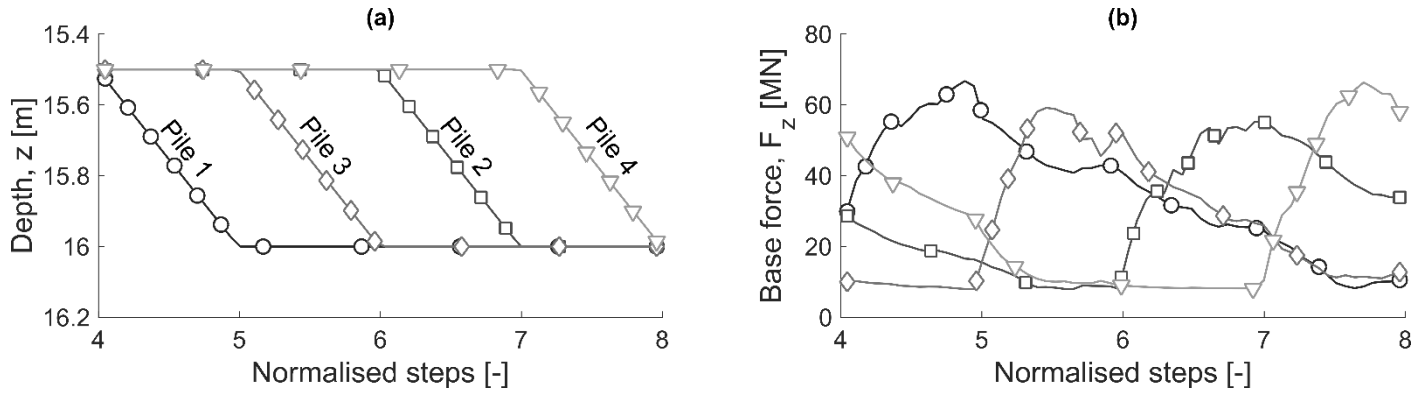 (a)
15.4
15.6
15.8
16
16.2
Depth, z [m]
Pile 1
Pile 3
Pile 2
Pile 4
4 5 6 7 8
Normalised steps [-]
(b)
80
60
40
20
0
Base force, F_z [MN]
4 5 6 7 8
Normalised steps [-]